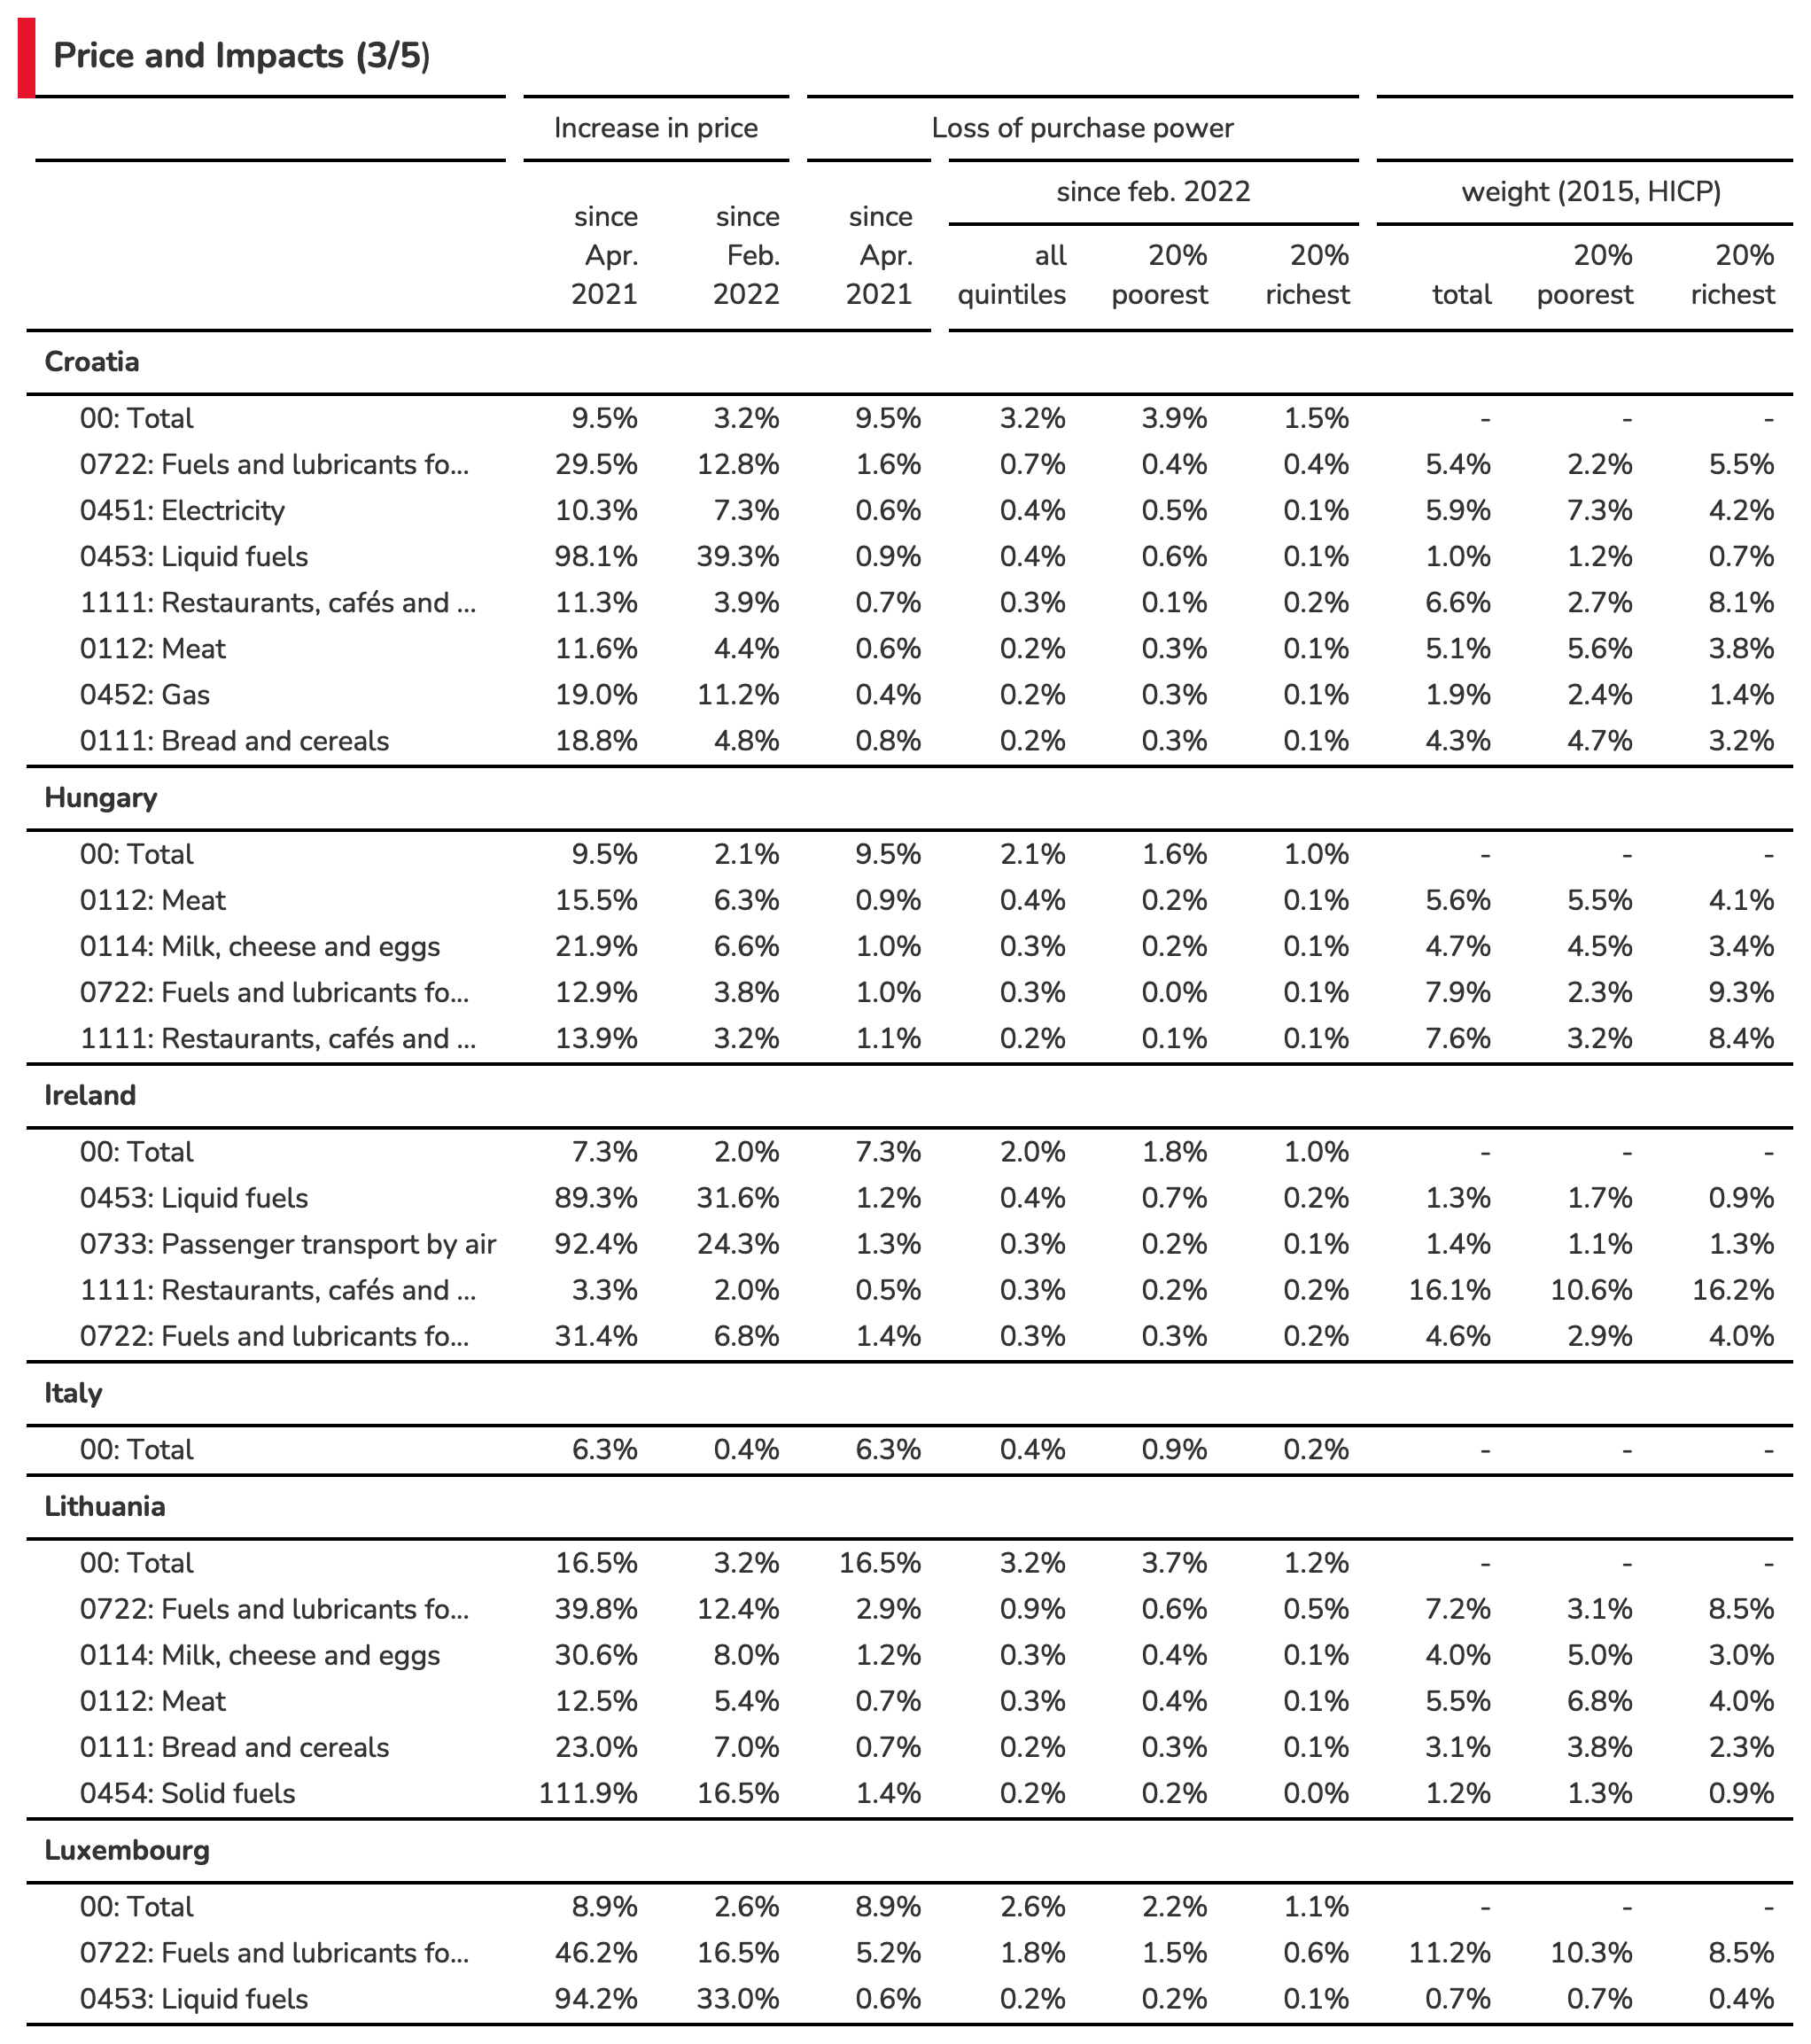 Price and Impacts (3/5)
Increase in price Loss of purchase power
since feb. 2022 weight (2015, HICP)
since since since
Apr. Feb. Apr. all 20% 20% 20% 20%
2021 2022 2021 quintiles poorest richest total poorest richest
Croatia
00: Total 9.5% 3.2% 9.5% 3.2% 3.9% 1.5% - - -
0722: Fuels and lubricants fo... 29.5% 12.8% 1.6% 0.7% 0.4% 0.4% 5.4% 2.2% 5.5%
0451: Electricity 10.3% 7.3% 0.6% 0.4% 0.5% 0.1% 5.9% 7.3% 4.2%
0453: Liquid fuels 98.1% 39.3% 0.9% 0.4% 0.6% 0.1% 1.0% 1.2% 0.7%
1111: Restaurants, cafés and ... 11.3% 3.9% 0.7% 0.3% 0.1% 0.2% 6.6% 2.7% 8.1%
0112: Meat 11.6% 4.4% 0.6% 0.2% 0.3% 0.1% 5.1% 5.6% 3.8%
0452: Gas 19.0% 11.2% 0.4% 0.2% 0.3% 0.1% 1.9% 2.4% 1.4%
0111: Bread and cereals 18.8% 4.8% 0.8% 0.2% 0.3% 0.1% 4.3% 4.7% 3.2%
Hungary
00: Total 9.5% 2.1% 9.5% 2.1% 1.6% 1.0% - - -
0112: Meat 15.5% 6.3% 0.9% 0.4% 0.2% 0.1% 5.6% 5.5% 4.1%
0114: Milk, cheese and eggs 21.9% 6.6% 1.0% 0.3% 0.2% 0.1% 4.7% 4.5% 3.4%
0722: Fuels and lubricants fo... 12.9% 3.8% 1.0% 0.3% 0.0% 0.1% 7.9% 2.3% 9.3%
1111: Restaurants, cafés and ... 13.9% 3.2% 1.1% 0.2% 0.1% 0.1% 7.6% 3.2% 8.4%
Ireland
00: Total 7.3% 2.0% 7.3% 2.0% 1.8% 1.0% - - -
0453: Liquid fuels 89.3% 31.6% 1.2% 0.4% 0.7% 0.2% 1.3% 1.7% 0.9%
0733: Passenger transport by air 92.4% 24.3% 1.3% 0.3% 0.2% 0.1% 1.4% 1.1% 1.3%
1111: Restaurants, cafés and ... 3.3% 2.0% 0.5% 0.3% 0.2% 0.2% 16.1% 10.6% 16.2%
0722: Fuels and lubricants fo... 31.4% 6.8% 1.4% 0.3% 0.3% 0.2% 4.6% 2.9% 4.0%
Italy
00: Total 6.3% 0.4% 6.3% 0.4% 0.9% 0.2% - - -
Lithuania
00: Total 16.5% 3.2% 16.5% 3.2% 3.7% 1.2% - - -
0722: Fuels and lubricants fo... 39.8% 12.4% 2.9% 0.9% 0.6% 0.5% 7.2% 3.1% 8.5%
0114: Milk, cheese and eggs 30.6% 8.0% 1.2% 0.3% 0.4% 0.1% 4.0% 5.0% 3.0%
0112: Meat 12.5% 5.4% 0.7% 0.3% 0.4% 0.1% 5.5% 6.8% 4.0%
0111: Bread and cereals 23.0% 7.0% 0.7% 0.2% 0.3% 0.1% 3.1% 3.8% 2.3%
0454: Solid fuels 111.9% 16.5% 1.4% 0.2% 0.2% 0.0% 1.2% 1.3% 0.9%
Luxembourg
00: Total 8.9% 2.6% 8.9% 2.6% 2.2% 1.1% - - -
0722: Fuels and lubricants fo... 46.2% 16.5% 5.2% 1.8% 1.5% 0.6% 11.2% 10.3% 8.5%
0453: Liquid fuels 94.2% 33.0% 0.6% 0.2% 0.2% 0.1% 0.7% 0.7% 0.4%